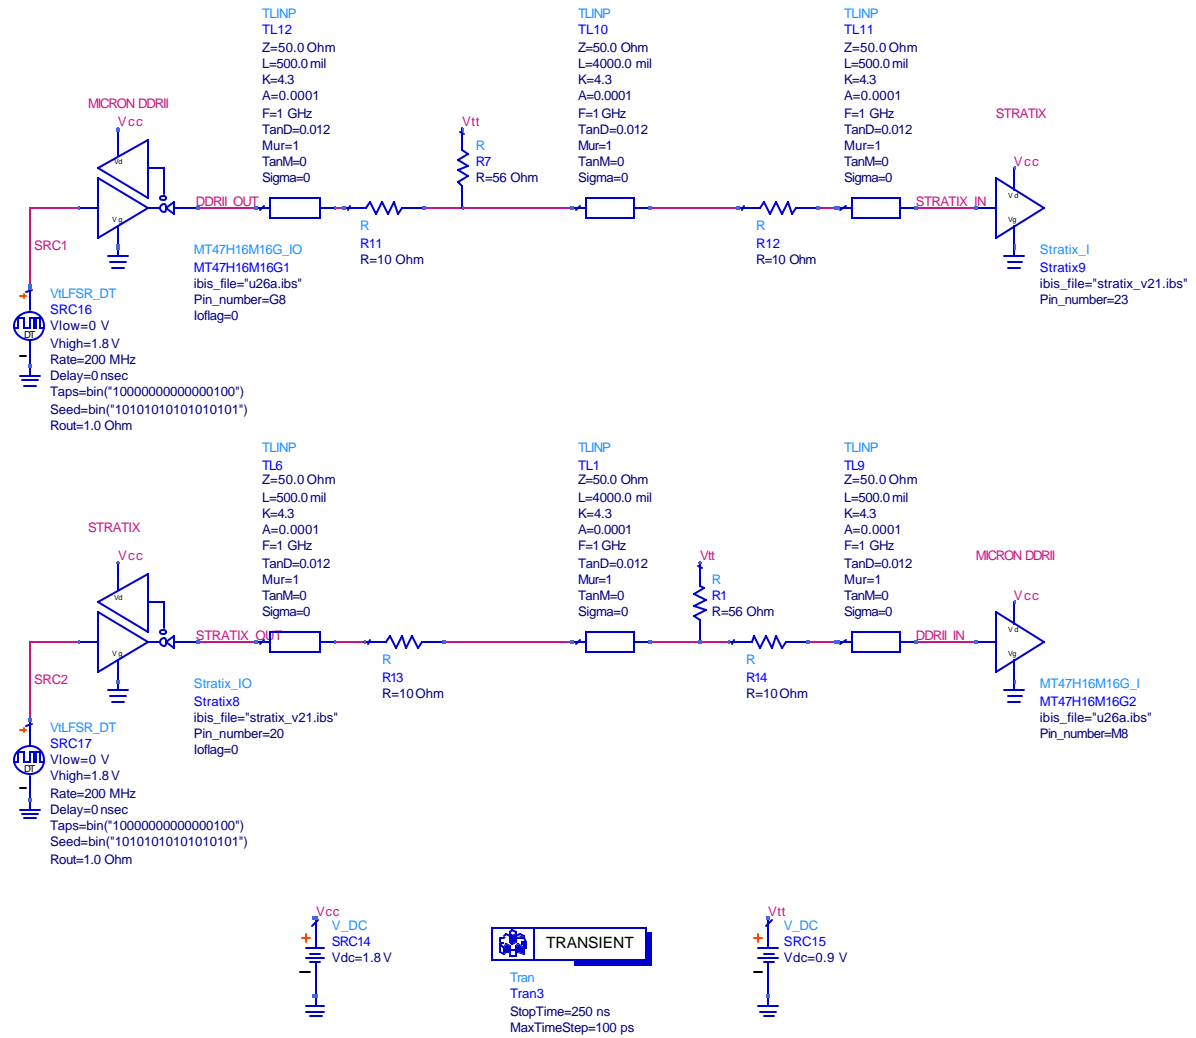 TLINP
TL12
Z=50.0 Ohm
L=500.0 mil
K=4.3
A=0.0001
F=1 GHz
TanD=0.012
Mur=1
TanM=0
Sigma=0
TLINP
TL10
Z=50.0 Ohm
L=4000.0 mil
K=4.3
A=0.0001
F=1 GHz
TanD=0.012
Mur=1
TanM=0
Sigma=0
TLINP
TL11
Z=50.0 Ohm
L=500.0 mil
K=4.3
A=0.0001
F=1 GHz
TanD=0.012
Mur=1
TanM=0
Sigma=0
MICRON DDRII
Vcc
Vd
Vg
DDRII_OUT
Vtt
R
R7
R=56 Ohm
STRATIX
Vcc
Vd
Vg
STRATIX_IN
SRC1
MT47H16M16G_IO
MT47H16M16G1
ibis_file="u26a.ibs"
Pin_number=G8
Ioflag=0
R
R11
R=10 Ohm
R
R12
R=10 Ohm
Stratix_I
Stratix9
ibis_file="stratix_v21.ibs"
Pin_number=23
+
DT
−
VtLFSR_DT
SRC16
Vlow=0 V
Vhigh=1.8 V
Rate=200 MHz
Delay=0 nsec
Taps=bin("10000000000000100")
Seed=bin("10101010101010101")
Rout=1.0 Ohm
TLINP
TL6
Z=50.0 Ohm
L=500.0 mil
K=4.3
A=0.0001
F=1 GHz
TanD=0.012
Mur=1
TanM=0
Sigma=0
TLINP
TL1
Z=50.0 Ohm
L=4000.0 mil
K=4.3
A=0.0001
F=1 GHz
TanD=0.012
Mur=1
TanM=0
Sigma=0
TLINP
TL9
Z=50.0 Ohm
L=500.0 mil
K=4.3
A=0.0001
F=1 GHz
TanD=0.012
Mur=1
TanM=0
Sigma=0
STRATIX
Vcc
Vd
Vg
STRATIX_OUT
Vtt
R
R1
R=56 Ohm
MICRON DDRII
Vcc
Vd
Vg
DDRII_IN
SRC2
Stratix_IO
Stratix8
ibis_file="stratix_v21.ibs"
Pin_number=20
Ioflag=0
R
R13
R=10 Ohm
R
R14
R=10 Ohm
MT47H16M16G_I
MT47H16M16G2
ibis_file="u26a.ibs"
Pin_number=M8
+
DT
−
VtLFSR_DT
SRC17
Vlow=0 V
Vhigh=1.8 V
Rate=200 MHz
Delay=0 nsec
Taps=bin("10000000000000100")
Seed=bin("10101010101010101")
Rout=1.0 Ohm
Vcc
+
−
V_DC
SRC14
Vdc=1.8 V
TRANSIENT
Tran
Tran3
StopTime=250 ns
MaxTimeStep=100 ps
Vtt
+
−
V_DC
SRC15
Vdc=0.9 V